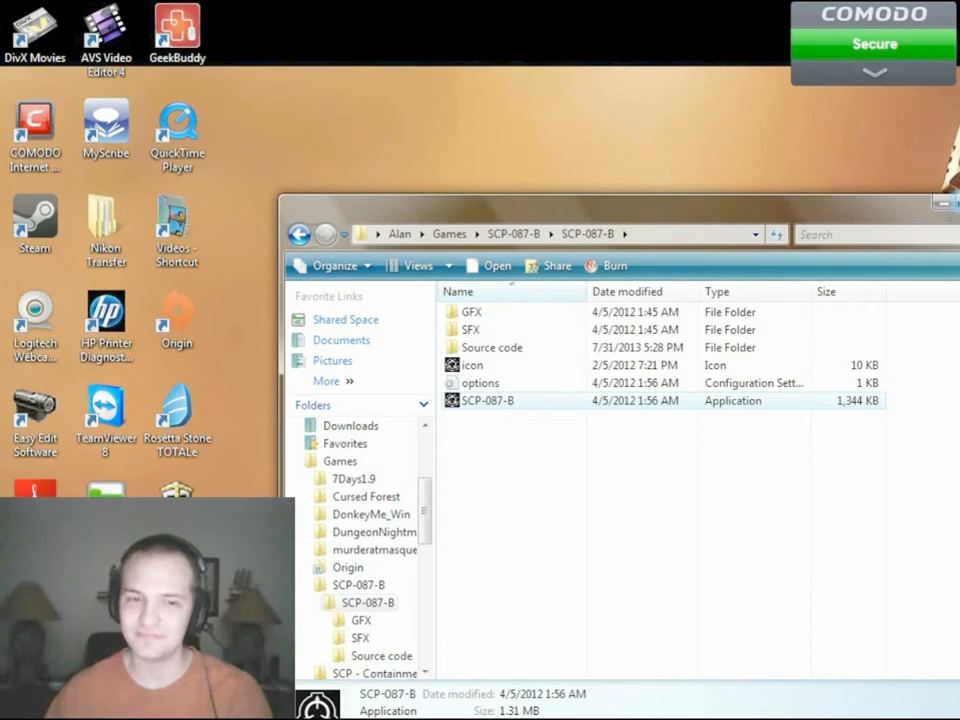 COMODO
Secure
DivX Movies
AVS Video
Editor 4
GeekBuddy
COMODO
Internet ...
MyScribe
QuickTime
Player
Steam
Nikon
Transfer
Videos -
Shortcut
Logitech
Webca...
HP Printer
Diagnost...
Origin
Easy Edit
Software
TeamViewer
8
Rosetta Stone
TOTALe
Alan Games SCP-087-B SCP-087-B
Search
Organize Views Open Share Burn
Favorite Links
Shared Space
Documents
Pictures
More »
Folders
Downloads
Favorites
Games
7Days1.9
Cursed Forest
DonkeyMe_Win
DungeonNightm
murderatmasque
Origin
SCP-087-B
SCP-087-B
GFX
SFX
Source code
SCP - Containme
Name Date modified Type Size
GFX 4/5/2012 1:45 AM File Folder
SFX 4/5/2012 1:45 AM File Folder
Source code 7/31/2013 5:28 PM File Folder
icon 2/5/2012 7:21 PM Icon 10 KB
options 4/5/2012 1:56 AM Configuration Sett... 1 KB
SCP-087-B 4/5/2012 1:56 AM Application 1,344 KB
SCP-087-B Date modified: 4/5/2012 1:56 AM
Application Size: 1.31 MB